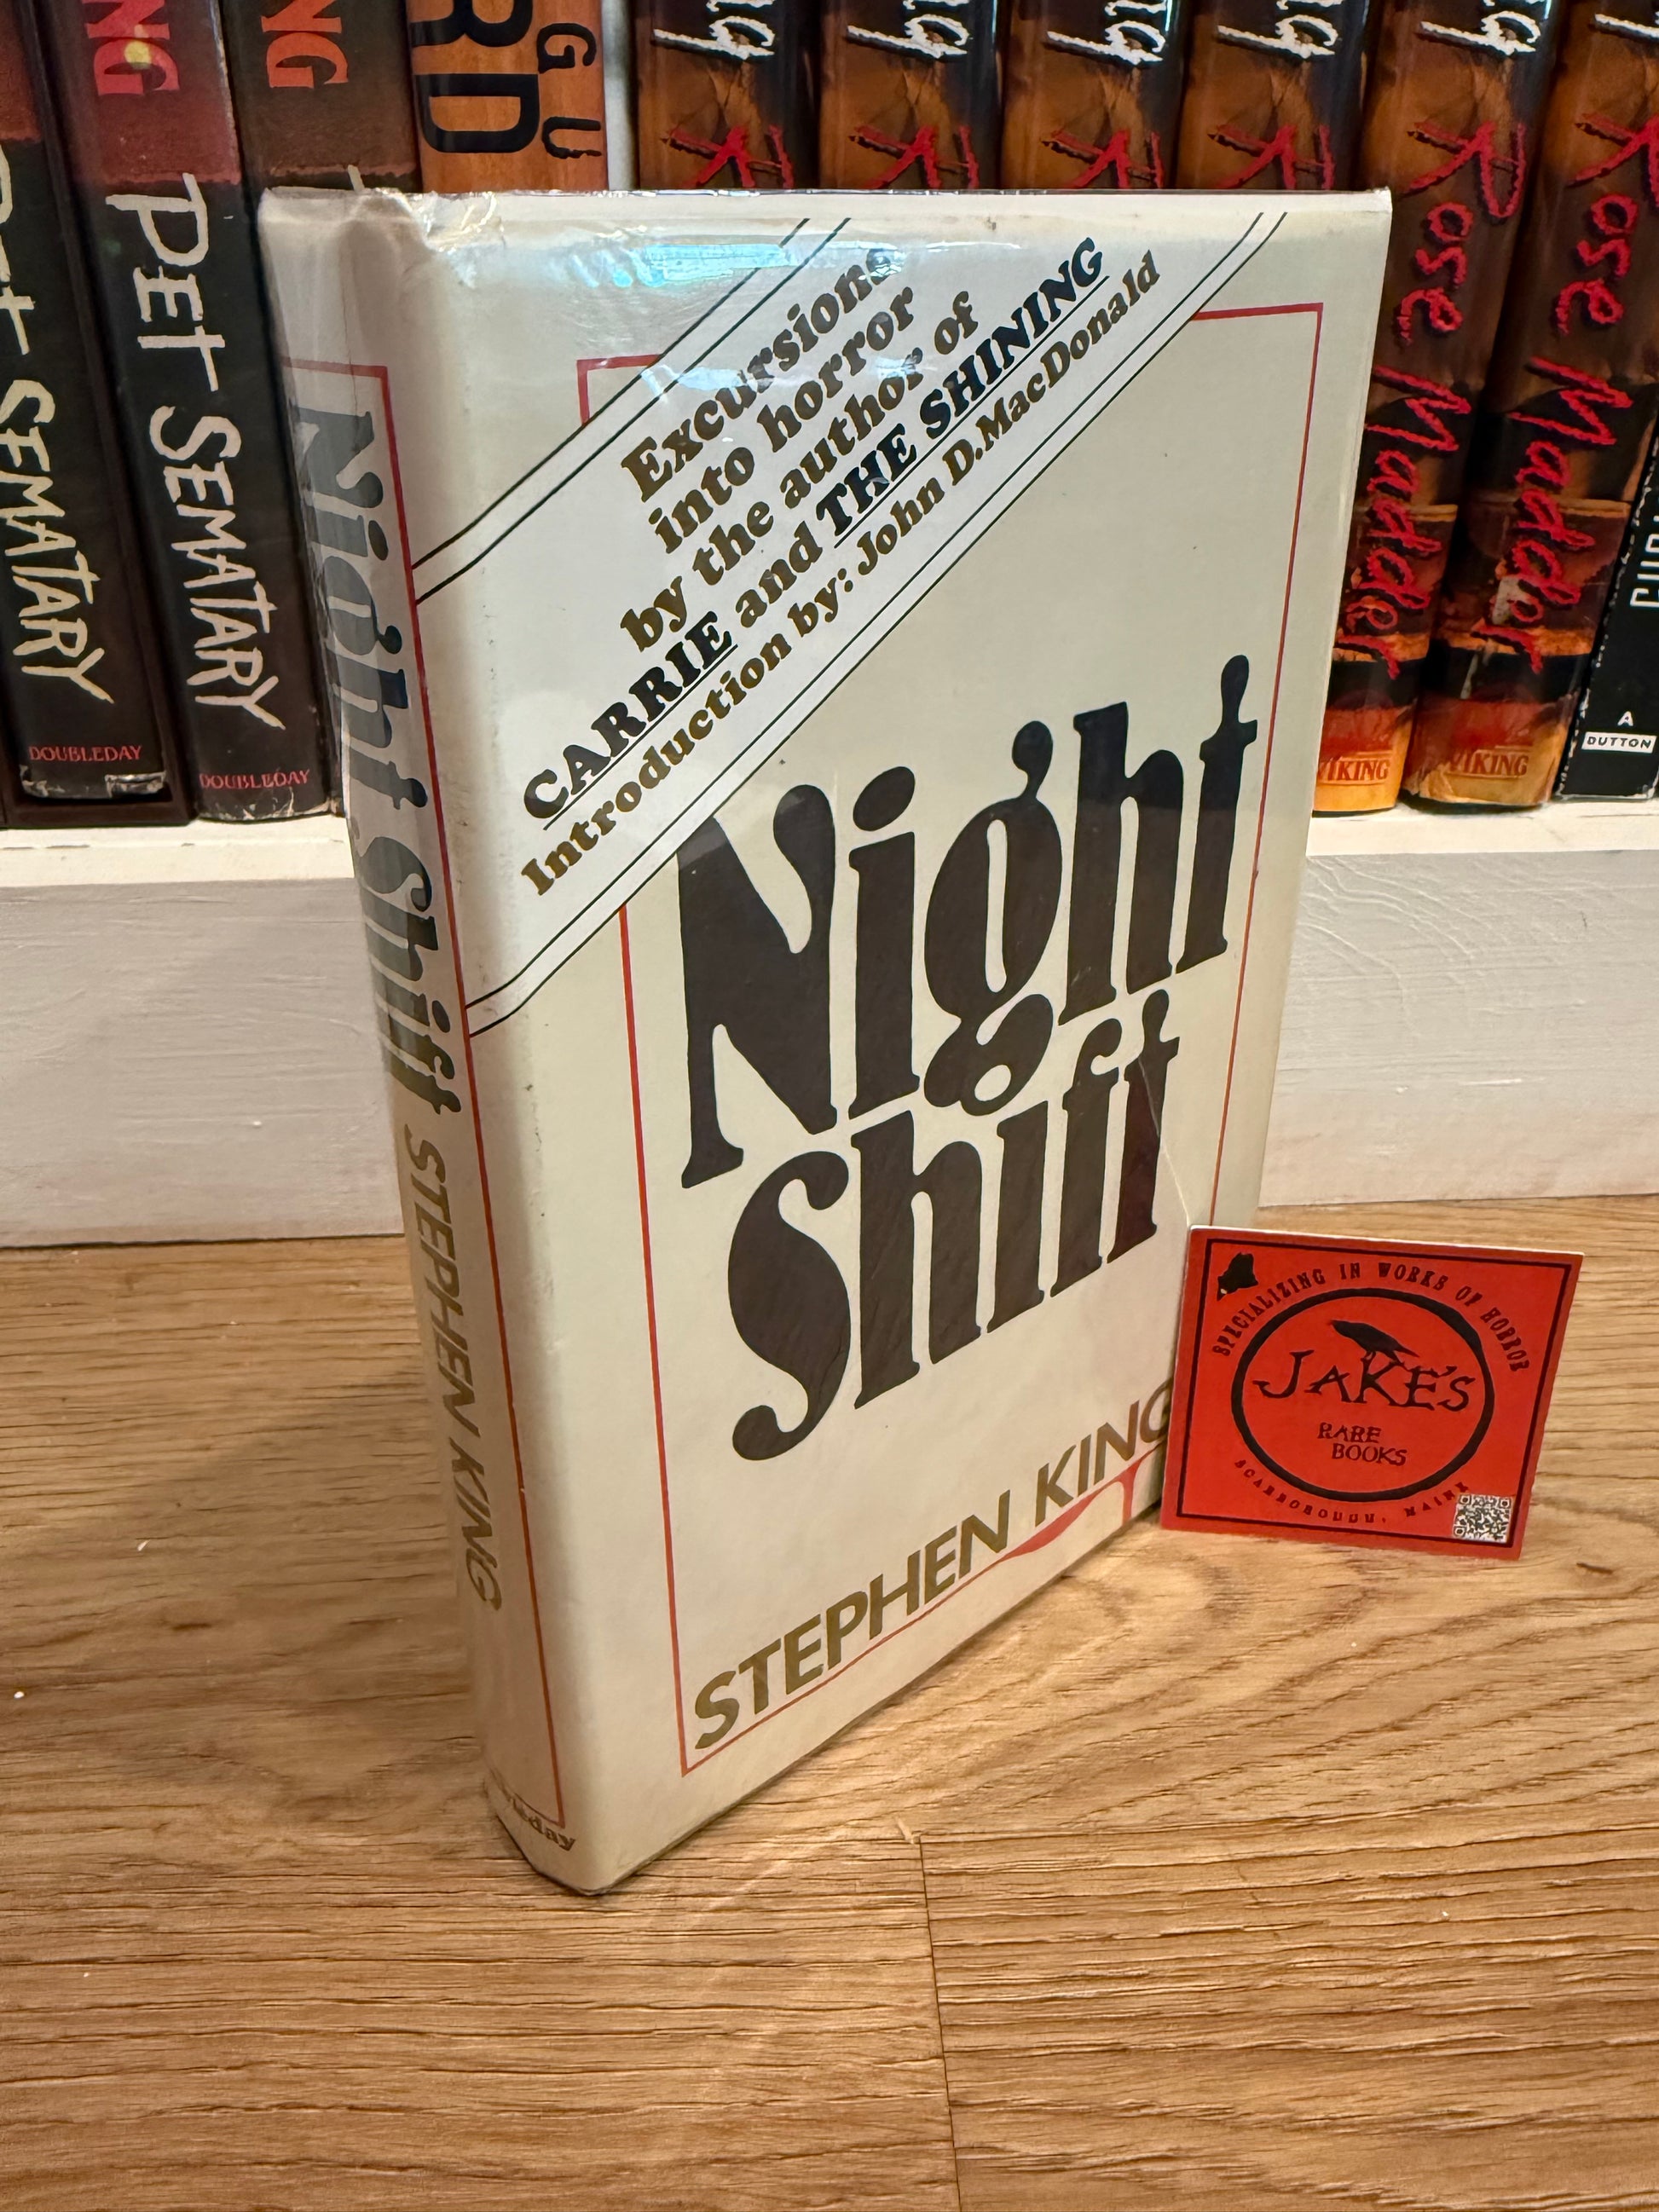 PET SEMATARY
DOUBLEDAY
SEMATARY
DOUBLEDAY
Rose Madder
VIKING
Rose Madder
VIKING
A
DUTTON
Excursions
into horror
by the author of
CARRIE and THE SHINING
Introduction by: John D. MacDonald
Night
Shift
STEPHEN KING
Night Shift STEPHEN KING
SPECIALIZING IN WORKS OF HORROR
JAKE'S
RARE
BOOKS
SCARBOROUGH, MAINE